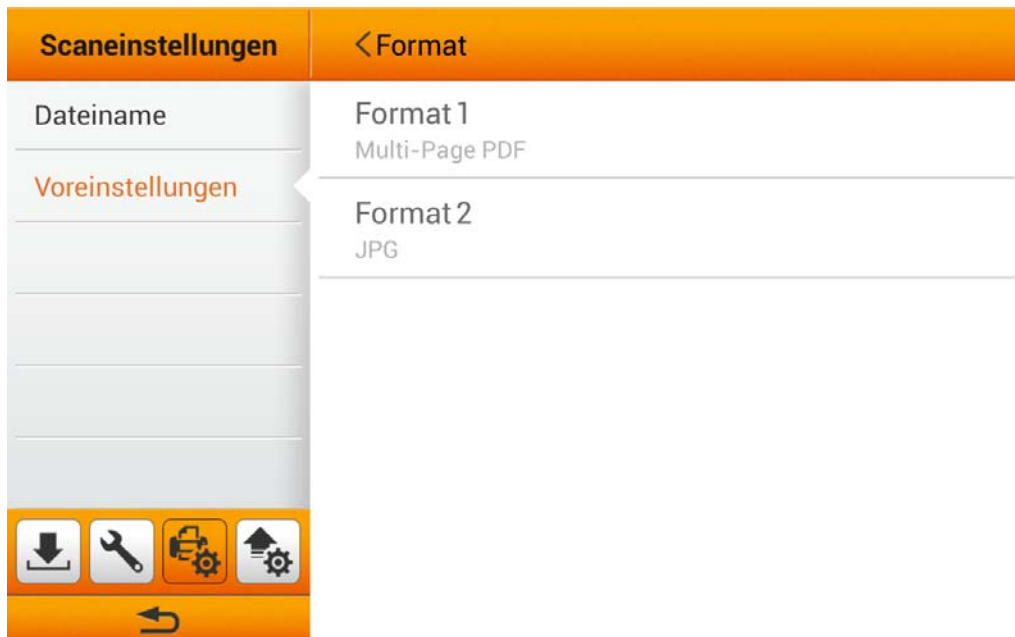 Scaneinstellungen
<Format
Dateiname
Voreinstellungen
Format 1
Multi-Page PDF
Format 2
JPG